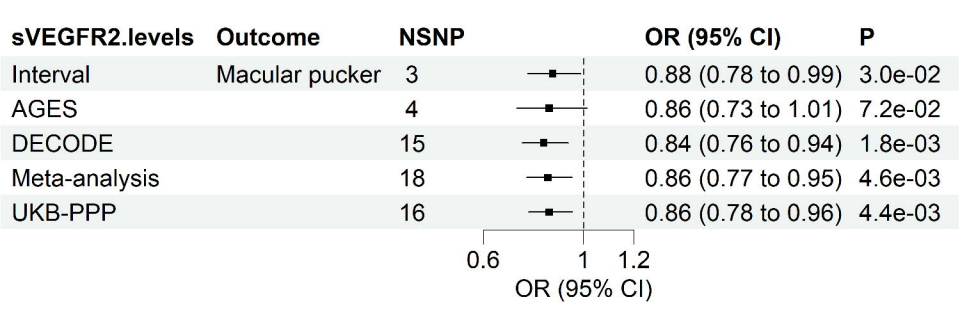 sVEGFR2.levels Outcome NSNP OR (95% CI) P
Interval Macular pucker 3 0.88 (0.78 to 0.99) 3.0e-02
AGES 4 0.86 (0.73 to 1.01) 7.2e-02
DECODE 15 0.84 (0.76 to 0.94) 1.8e-03
Meta-analysis 18 0.86 (0.77 to 0.95) 4.6e-03
UKB-PPP 16 0.86 (0.78 to 0.96) 4.4e-03
0.6 1 1.2
OR (95% CI)